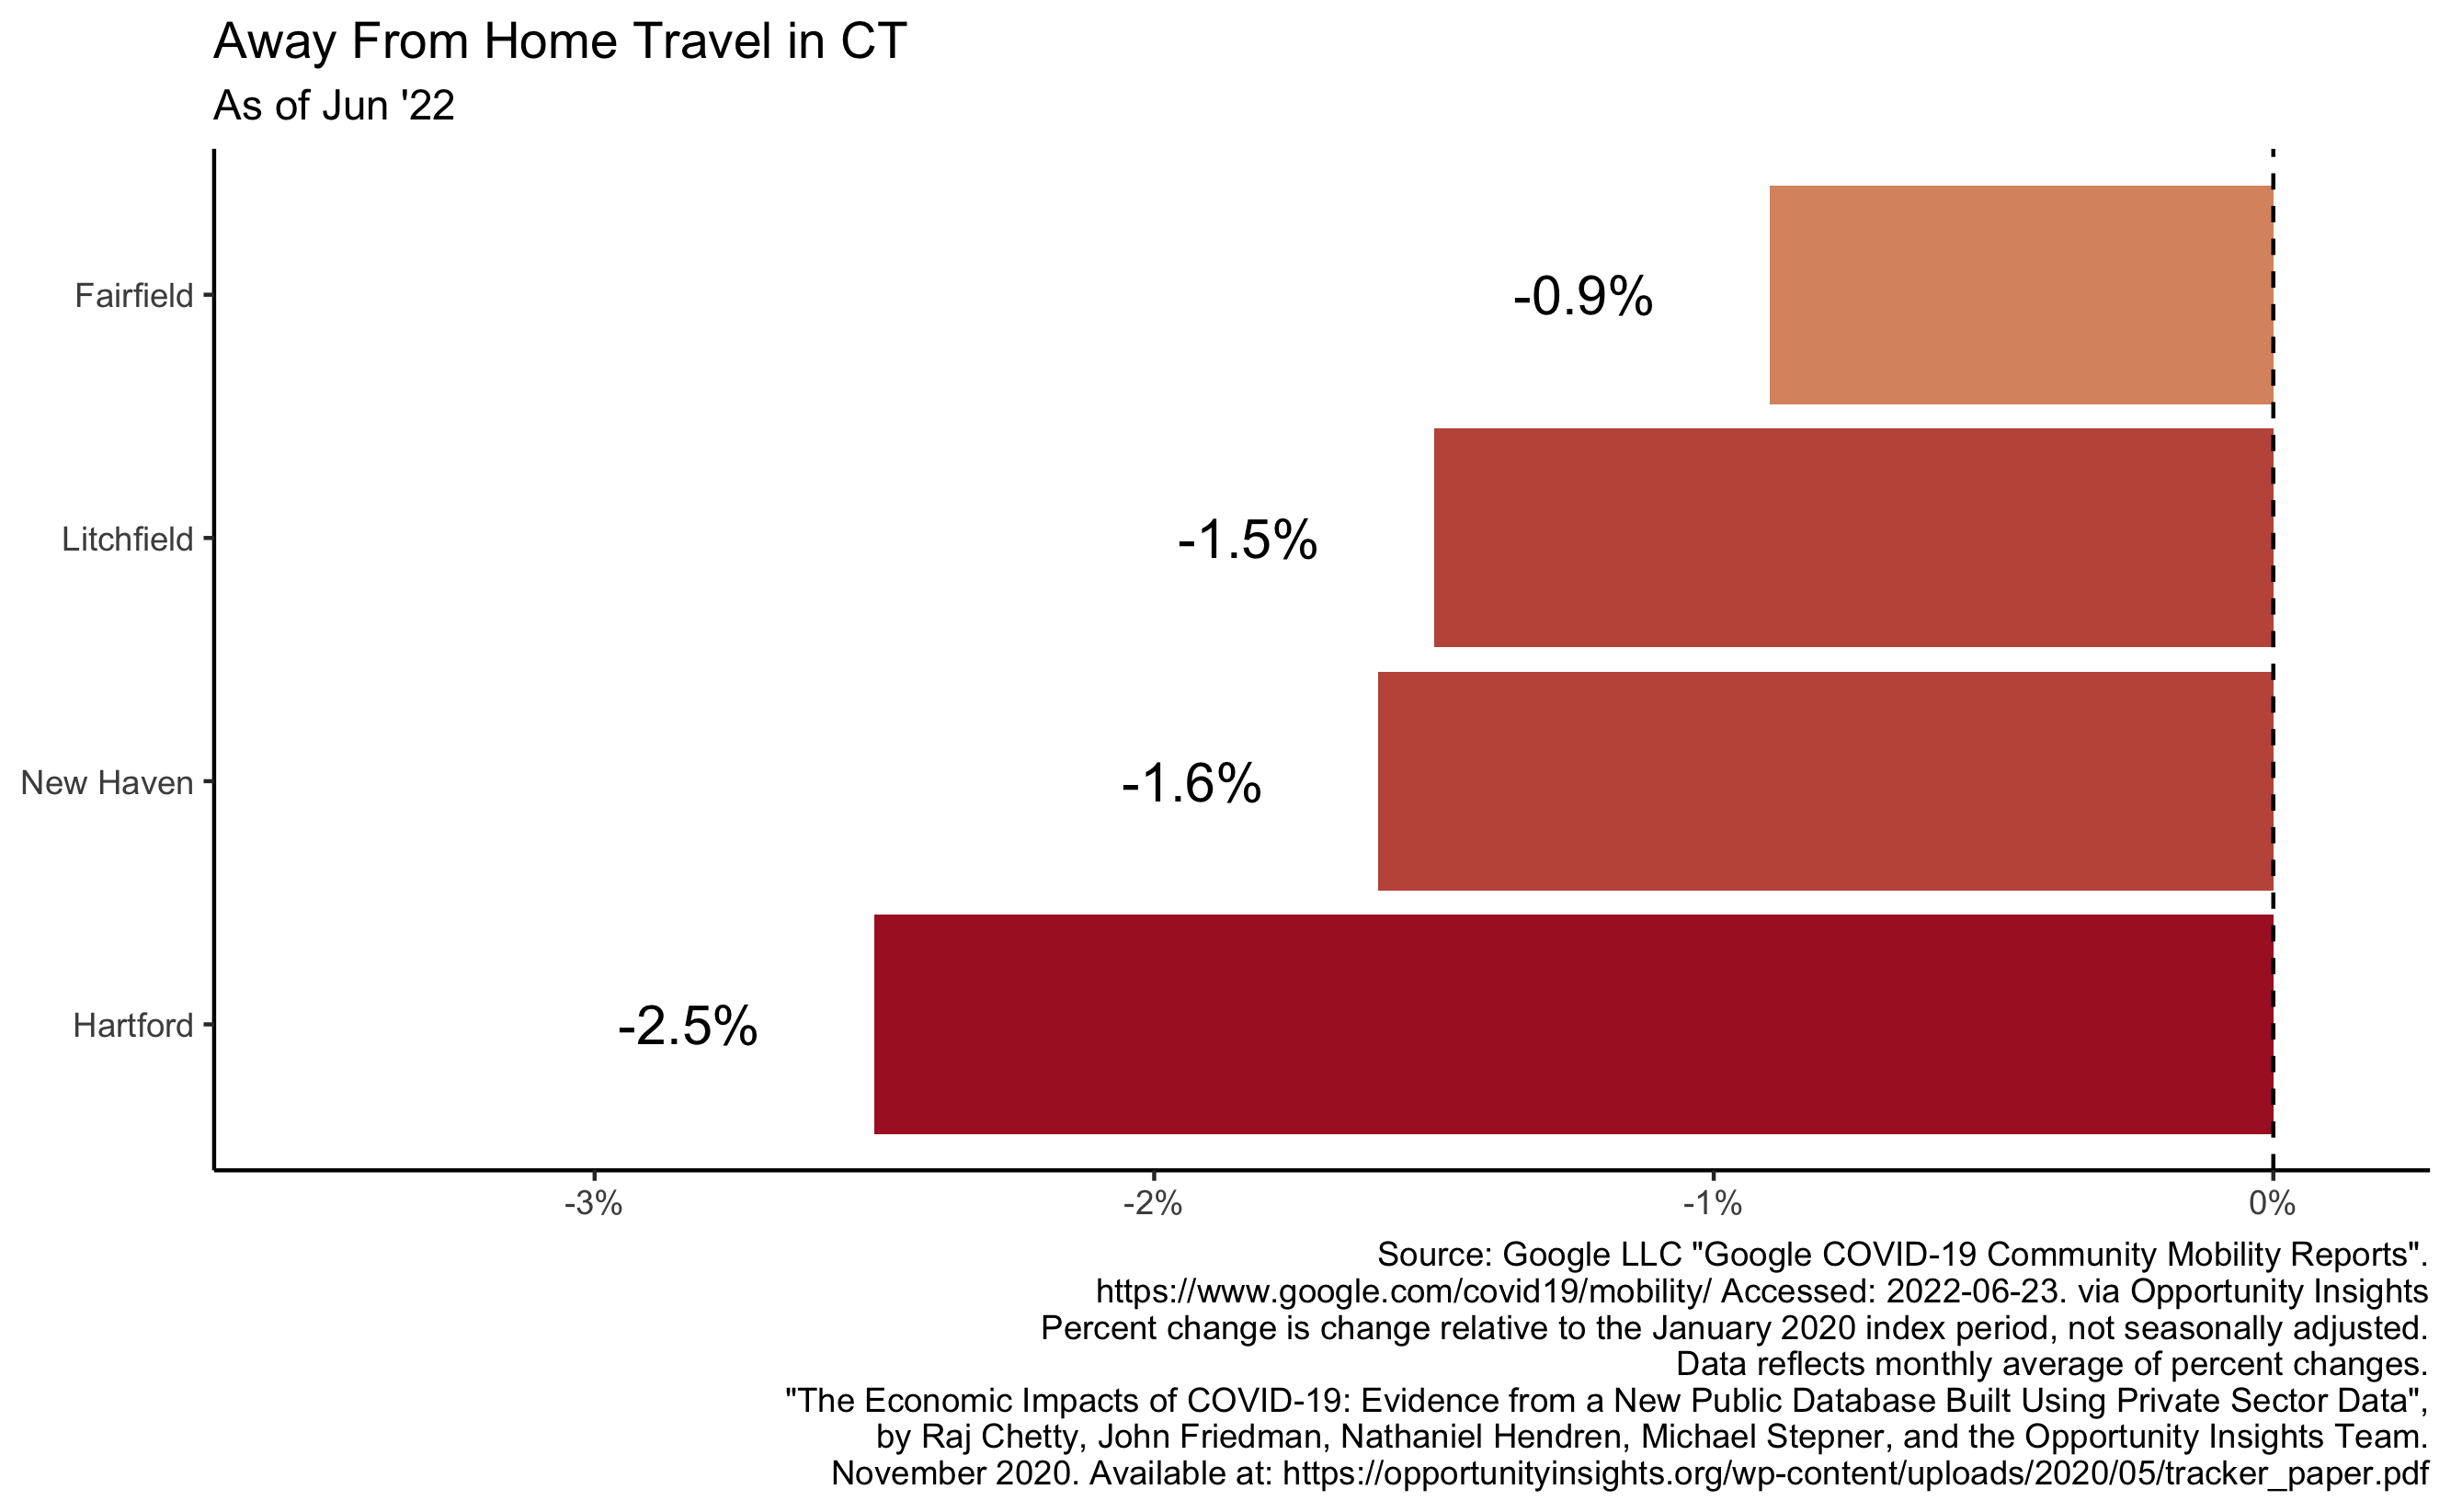 Away From Home Travel in CT
As of Jun '22
Fairfield
-0.9%
Litchfield
-1.5%
New Haven
-1.6%
Hartford
-2.5%
-3%
-2%
-1%
0%
Source: Google LLC "Google COVID-19 Community Mobility Reports".
https://www.google.com/covid19/mobility/ Accessed: 2022-06-23. via Opportunity Insights
Percent change is change relative to the January 2020 index period, not seasonally adjusted.
Data reflects monthly average of percent changes.
"The Economic Impacts of COVID-19: Evidence from a New Public Database Built Using Private Sector Data",
by Raj Chetty, John Friedman, Nathaniel Hendren, Michael Stepner, and the Opportunity Insights Team.
November 2020. Available at: https://opportunityinsights.org/wp-content/uploads/2020/05/tracker_paper.pdf